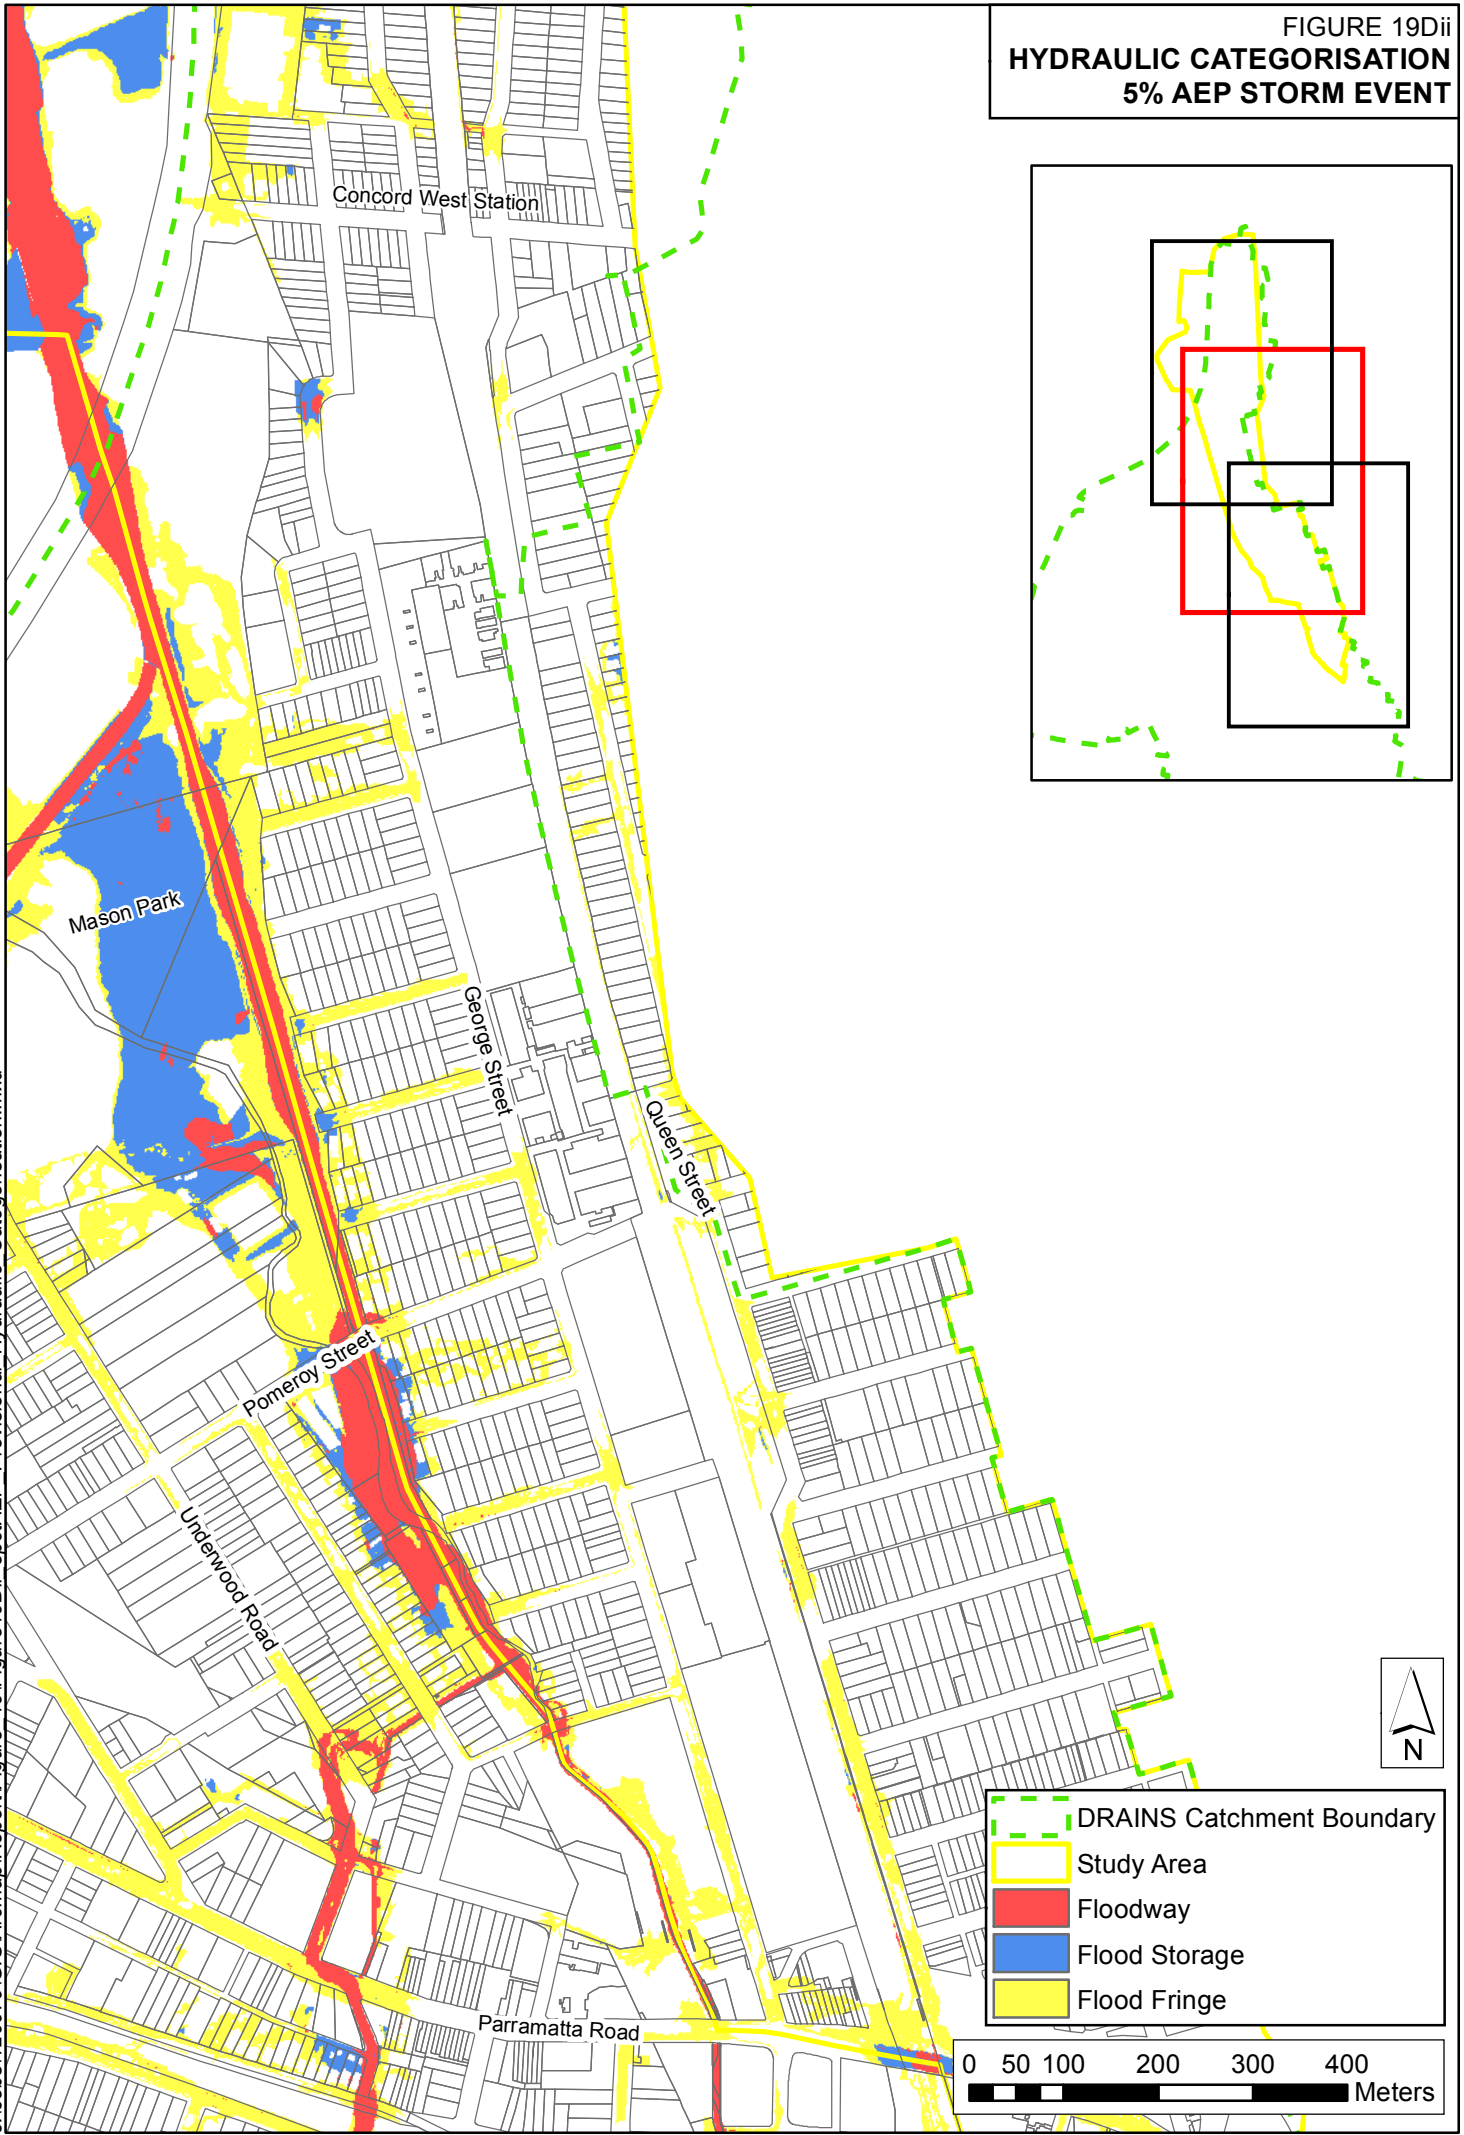 FIGURE 19Dii
HYDRAULIC CATEGORISATION
5% AEP STORM EVENT
Concord West Station
Mason Park
George Street
Queen Street
Pomeroy Street
Underwood Road
Parramatta Road
N
DRAINS Catchment Boundary
Study Area
Floodway
Flood Storage
Flood Fringe
0 50 100 200 300 400
Meters